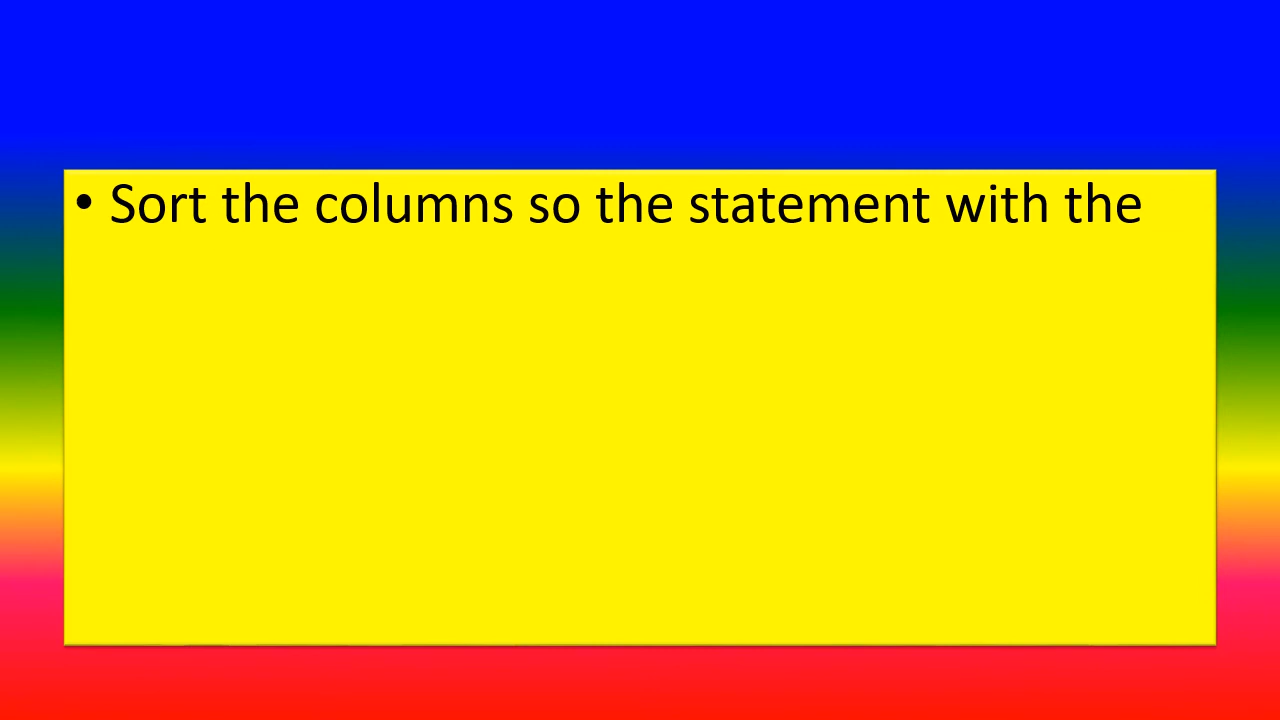 • Sort the columns so the statement with the